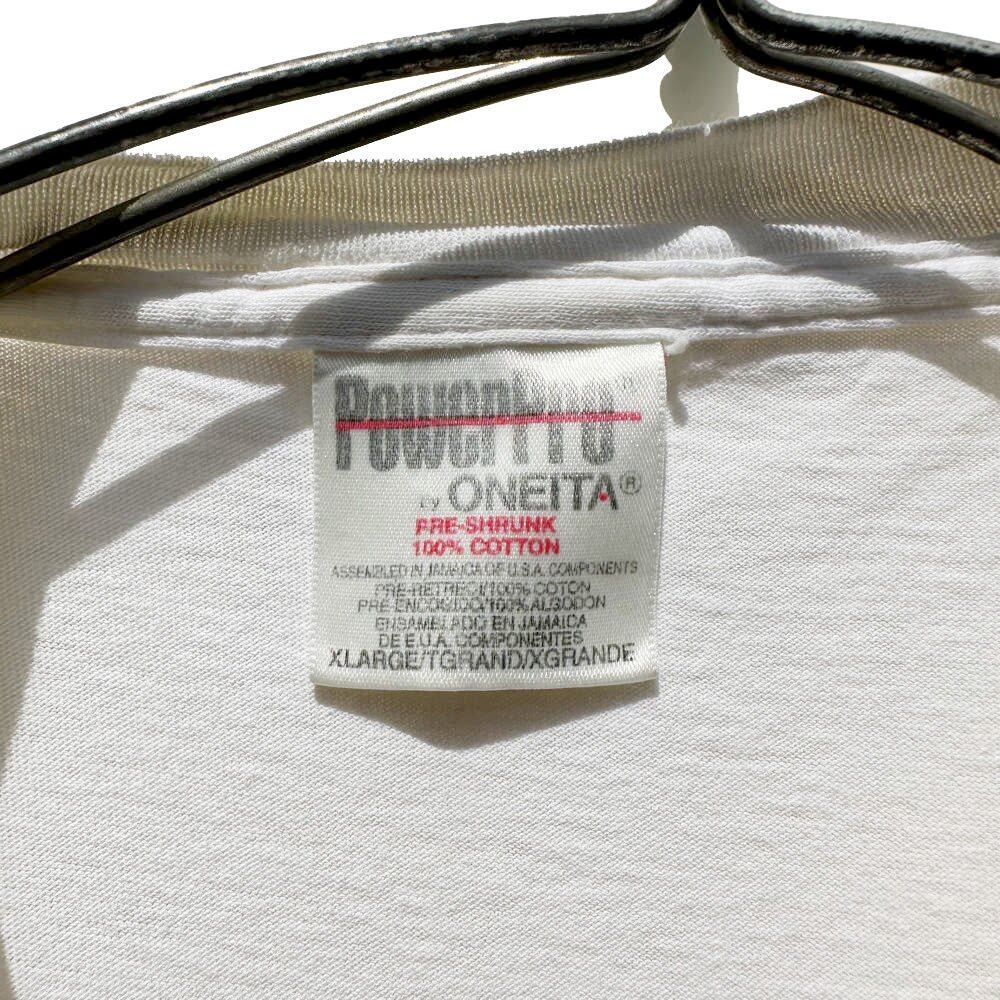 PowerPro®
BY ONEITA®
PRE-SHRUNK
100% COTTON
ASSEMBLED IN JAMAICA OF U.S.A. COMPONENTS
PRE-RETRECI/100% COTON
PRE-ENCOGIDO/100% ALGODON
ENSAMBLADO EN JAMAICA
DE E.U.A. COMPONENTES
XLARGE/TGRAND/XGRANDE